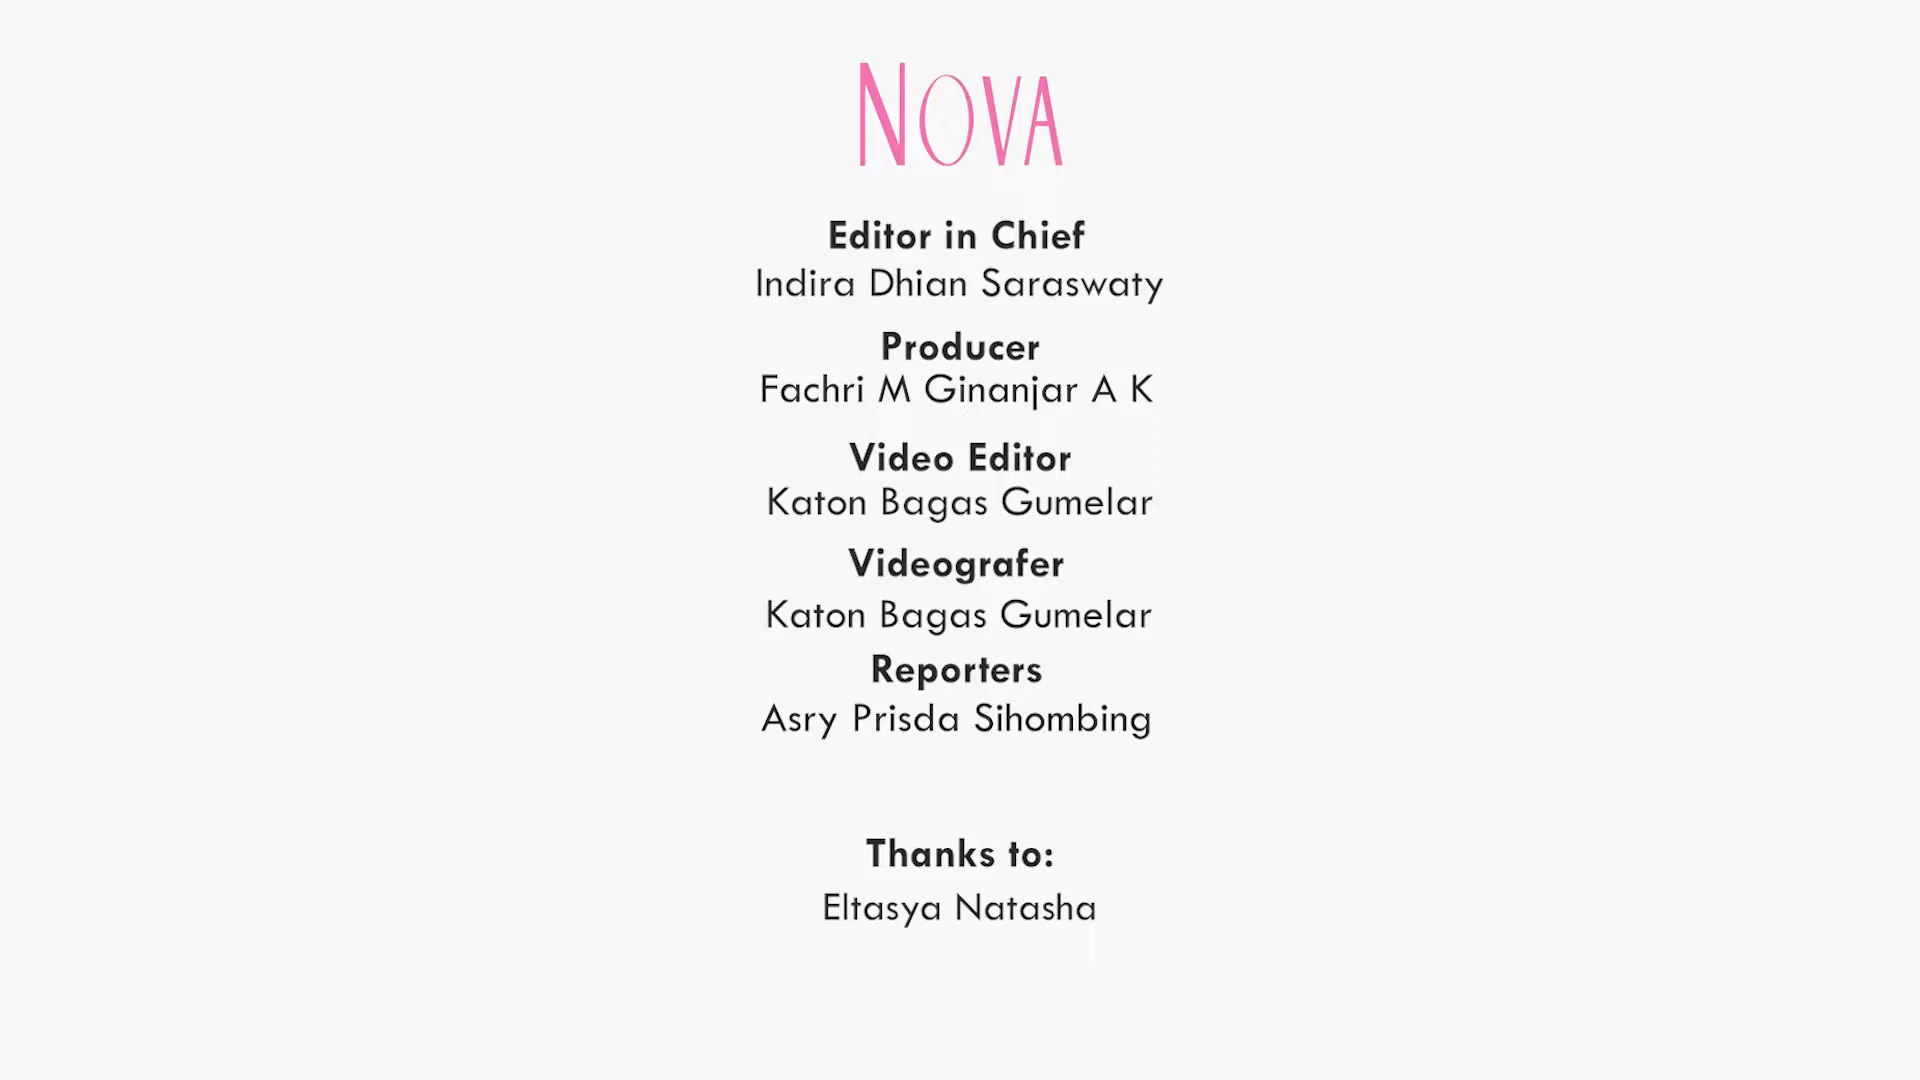 NOVA
Editor in Chief
Indira Dhian Saraswaty
Producer
Fachri M Ginanjar A K
Video Editor
Katon Bagas Gumelar
Videografer
Katon Bagas Gumelar
Reporters
Asry Prisda Sihombing
Thanks to:
Eltasya Natasha